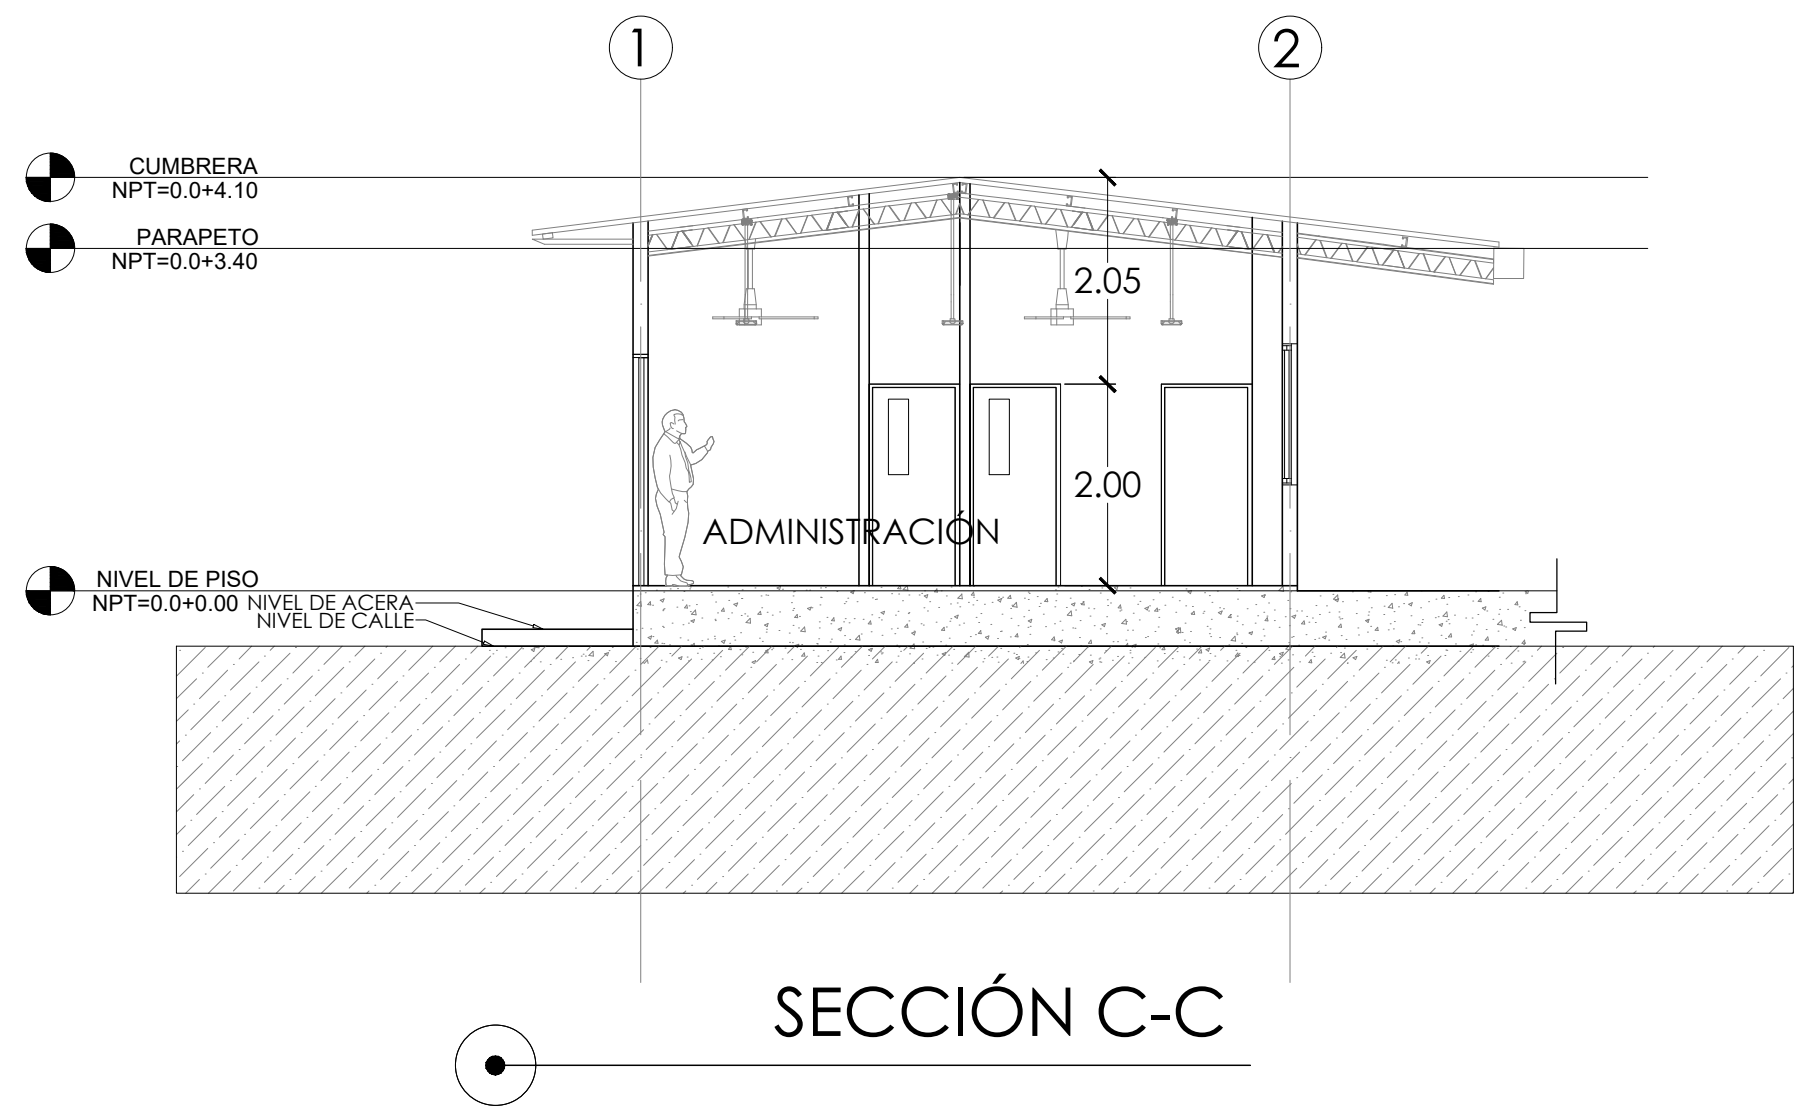 1
2
CUMBRERA
NPT=0.0+4.10
PARAPETO
NPT=0.0+3.40
2.05
2.00
ADMINISTRACIÓN
NIVEL DE PISO
NPT=0.0+0.00
NIVEL DE ACERA
NIVEL DE CALLE
SECCIÓN C-C